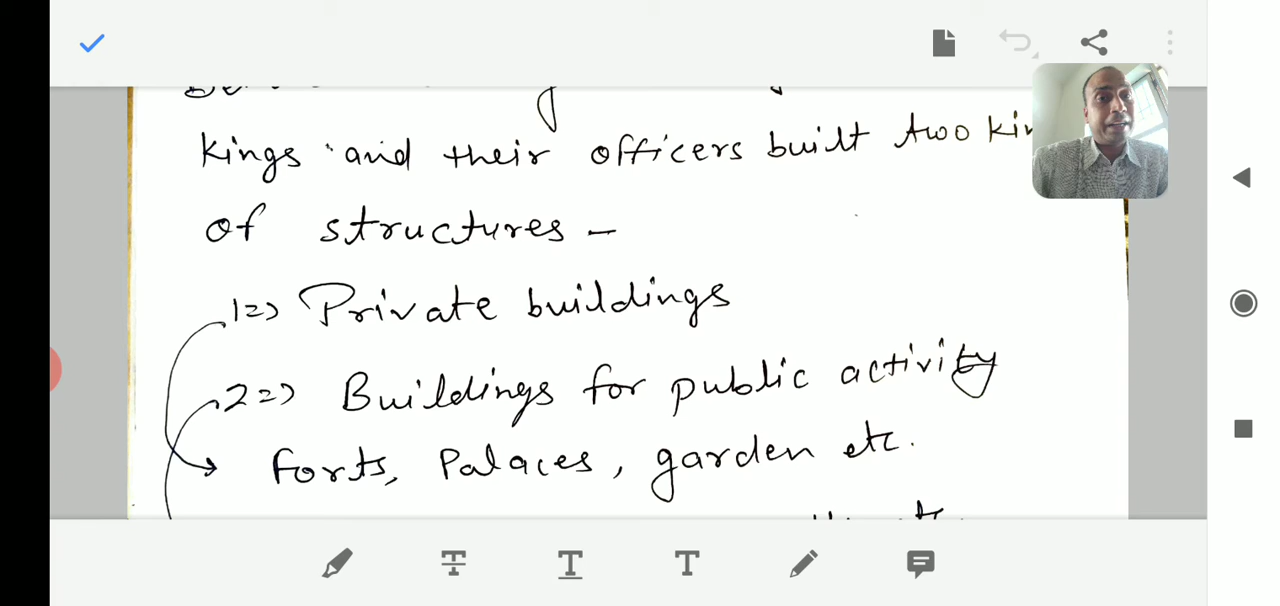 kings and their officers built two
of structures -
1=> Private buildings
2=> Buildings for public activity
Forts, Palaces, garden etc.